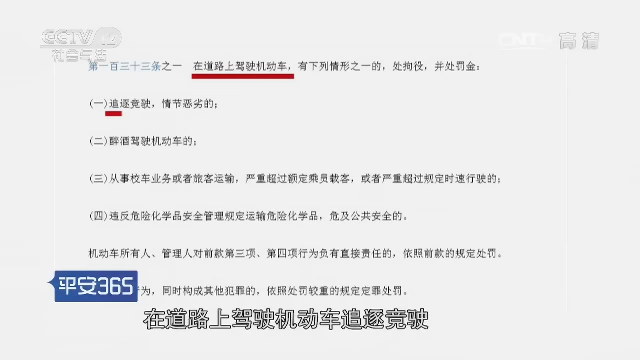 CCTV 12
社会与法
CNTV 高清
第一百三十三条之一 在道路上驾驶机动车，有下列情形之一的，处拘役，并处罚金：
(一)追逐竞驶，情节恶劣的；
(二)醉酒驾驶机动车的；
(三)从事校车业务或者旅客运输，严重超过额定乘员载客，或者严重超过规定时速行驶的；
(四)违反危险化学品安全管理规定运输危险化学品，危及公共安全的。
机动车所有人、管理人对前款第三项、第四项行为负有直接责任的，依照前款的规定处罚。
为，同时构成其他犯罪的，依照处罚较重的规定定罪处罚。
平安365
在道路上驾驶机动车追逐竞驶